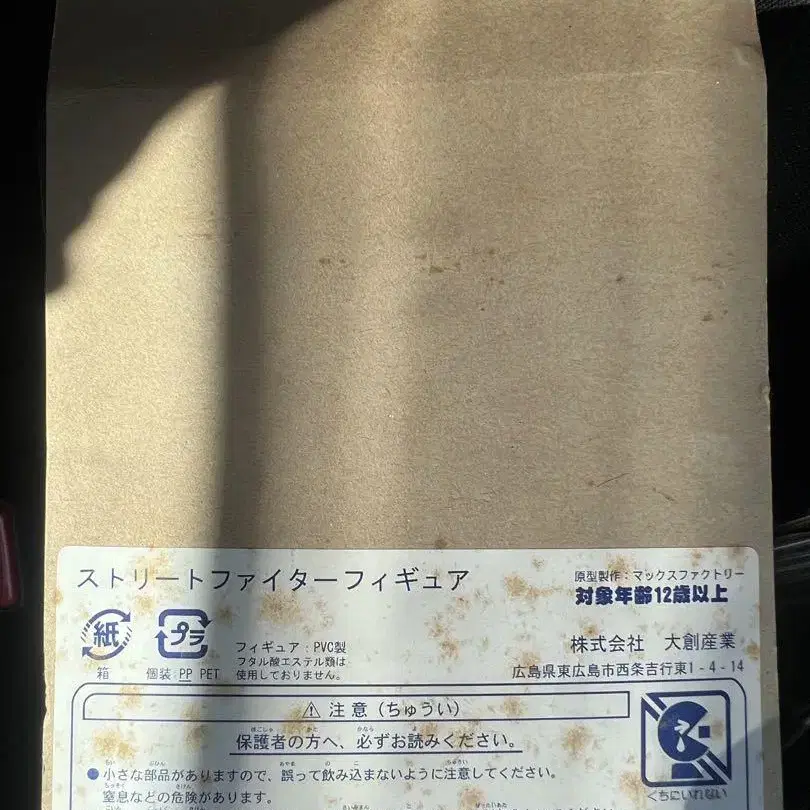 ストリートファイターフィギュア
原型製作：マックスファクトリー
対象年齢12歳以上
紙
プラ
箱
個装：PP PET
フィギュア：PVC製
フタル酸エステル類は
使用しておりません。
株式会社　大創産業
広島県東広島市西条吉行東1-4-14
⚠ 注意（ちゅうい）
保護者の方へ、必ずお読みください。
●小さな部品がありますので、誤って飲み込まないように注意してください。
窒息などの危険があります。
くちにいれない